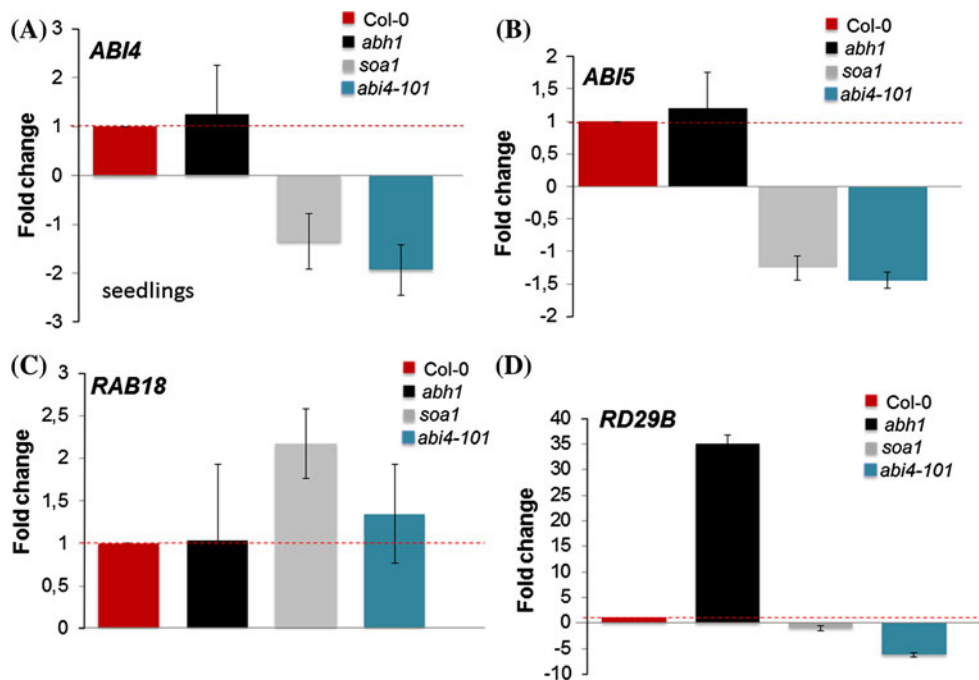 (A)
ABI4
Col-0
abh1
soa1
abi4-101
Fold change
3
2
1
0
-1
-2
-3
seedlings
(B)
ABI5
Col-0
abh1
soa1
abi4-101
Fold change
1,5
1
0,5
0
-0,5
-1
-1,5
-2
(C)
RAB18
Col-0
abh1
soa1
abi4-101
Fold change
3
2,5
2
1,5
1
0,5
0
(D)
RD29B
Col-0
abh1
soa1
abi4-101
Fold change
40
35
30
25
20
15
10
5
0
-5
-10